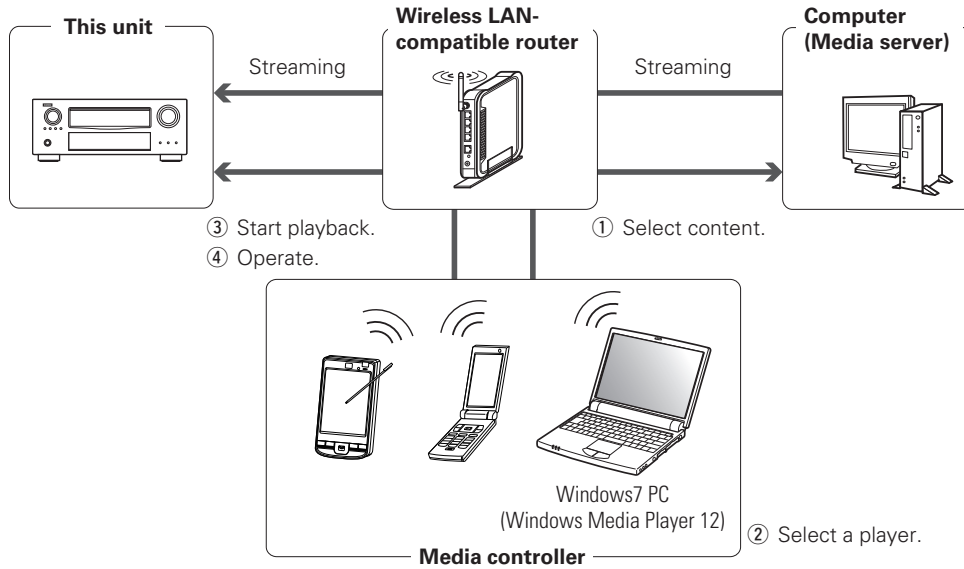 This unit
Wireless LAN-
compatible router
Computer
(Media server)
Streaming
Streaming
③ Start playback.
④ Operate.
① Select content.
Windows7 PC
(Windows Media Player 12)
② Select a player.
Media controller